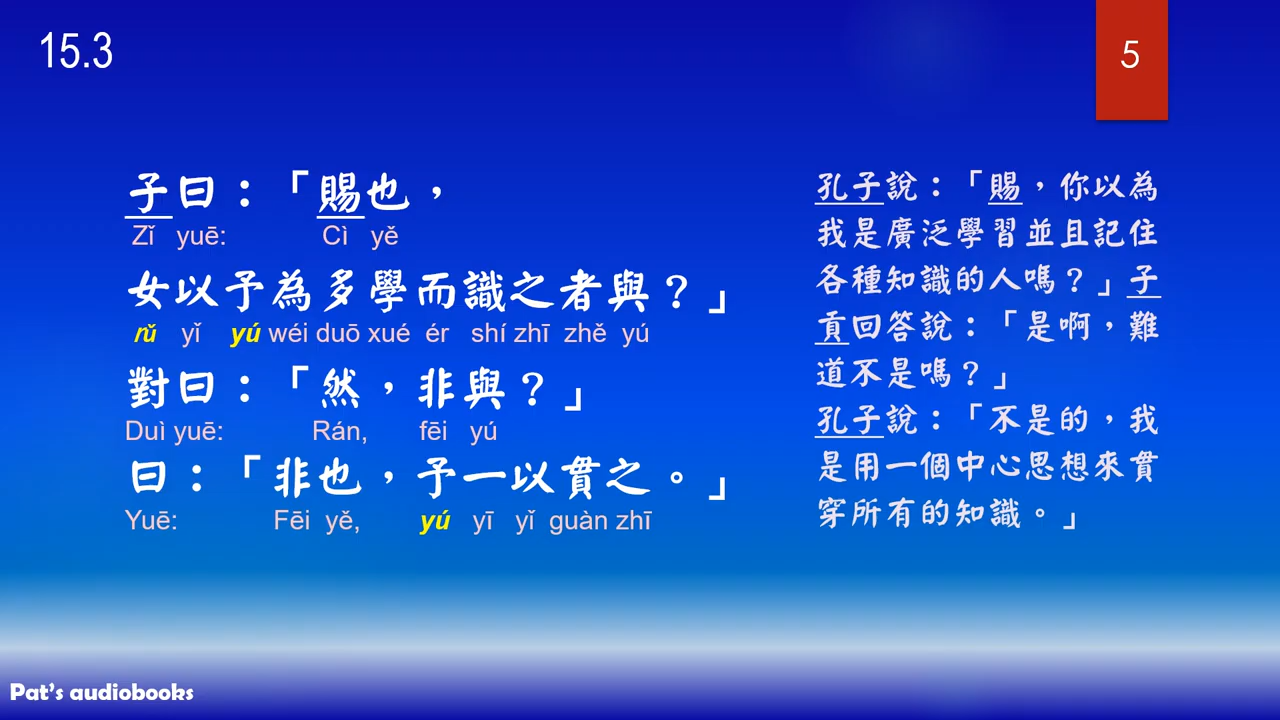 15.3
5
子曰：「賜也，
Zǐ yuē: Cì yě
女以予為多學而識之者與？」
rǔ yǐ yú wéi duō xué ér shí zhī zhě yú
對曰：「然，非與？」
Duì yuē: Rán, fēi yú
曰：「非也，予一以貫之。」
Yuē: Fēi yě, yú yī yǐ guàn zhī
孔子說：「賜，你以為
我是廣泛學習並且記住
各種知識的人嗎？」子
貢回答說：「是啊，難
道不是嗎？」
孔子說：「不是的，我
是用一個中心思想來貫
穿所有的知識。」
Pat's audiobooks